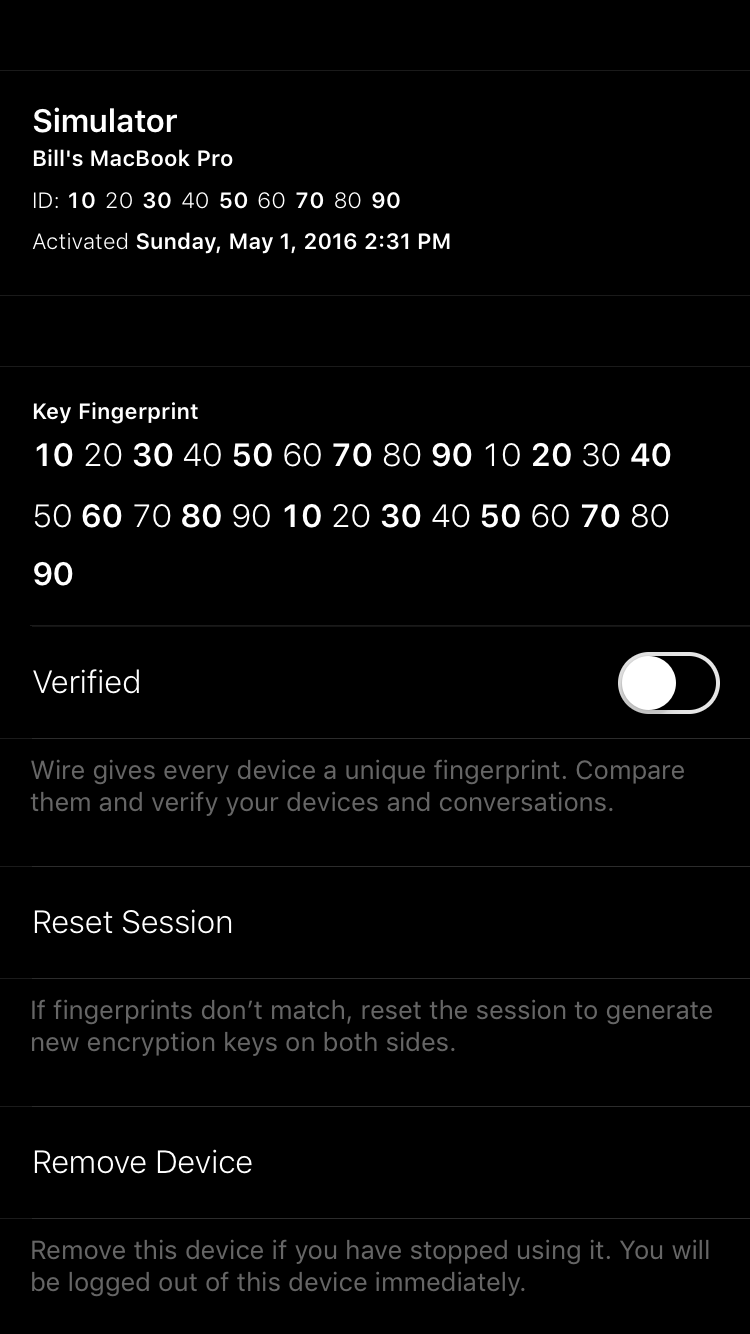 Simulator
Bill's MacBook Pro
ID: 10 20 30 40 50 60 70 80 90
Activated Sunday, May 1, 2016 2:31 PM
Key Fingerprint
10 20 30 40 50 60 70 80 90 10 20 30 40
50 60 70 80 90 10 20 30 40 50 60 70 80
90
Verified
Wire gives every device a unique fingerprint. Compare
them and verify your devices and conversations.
Reset Session
If fingerprints don’t match, reset the session to generate
new encryption keys on both sides.
Remove Device
Remove this device if you have stopped using it. You will
be logged out of this device immediately.